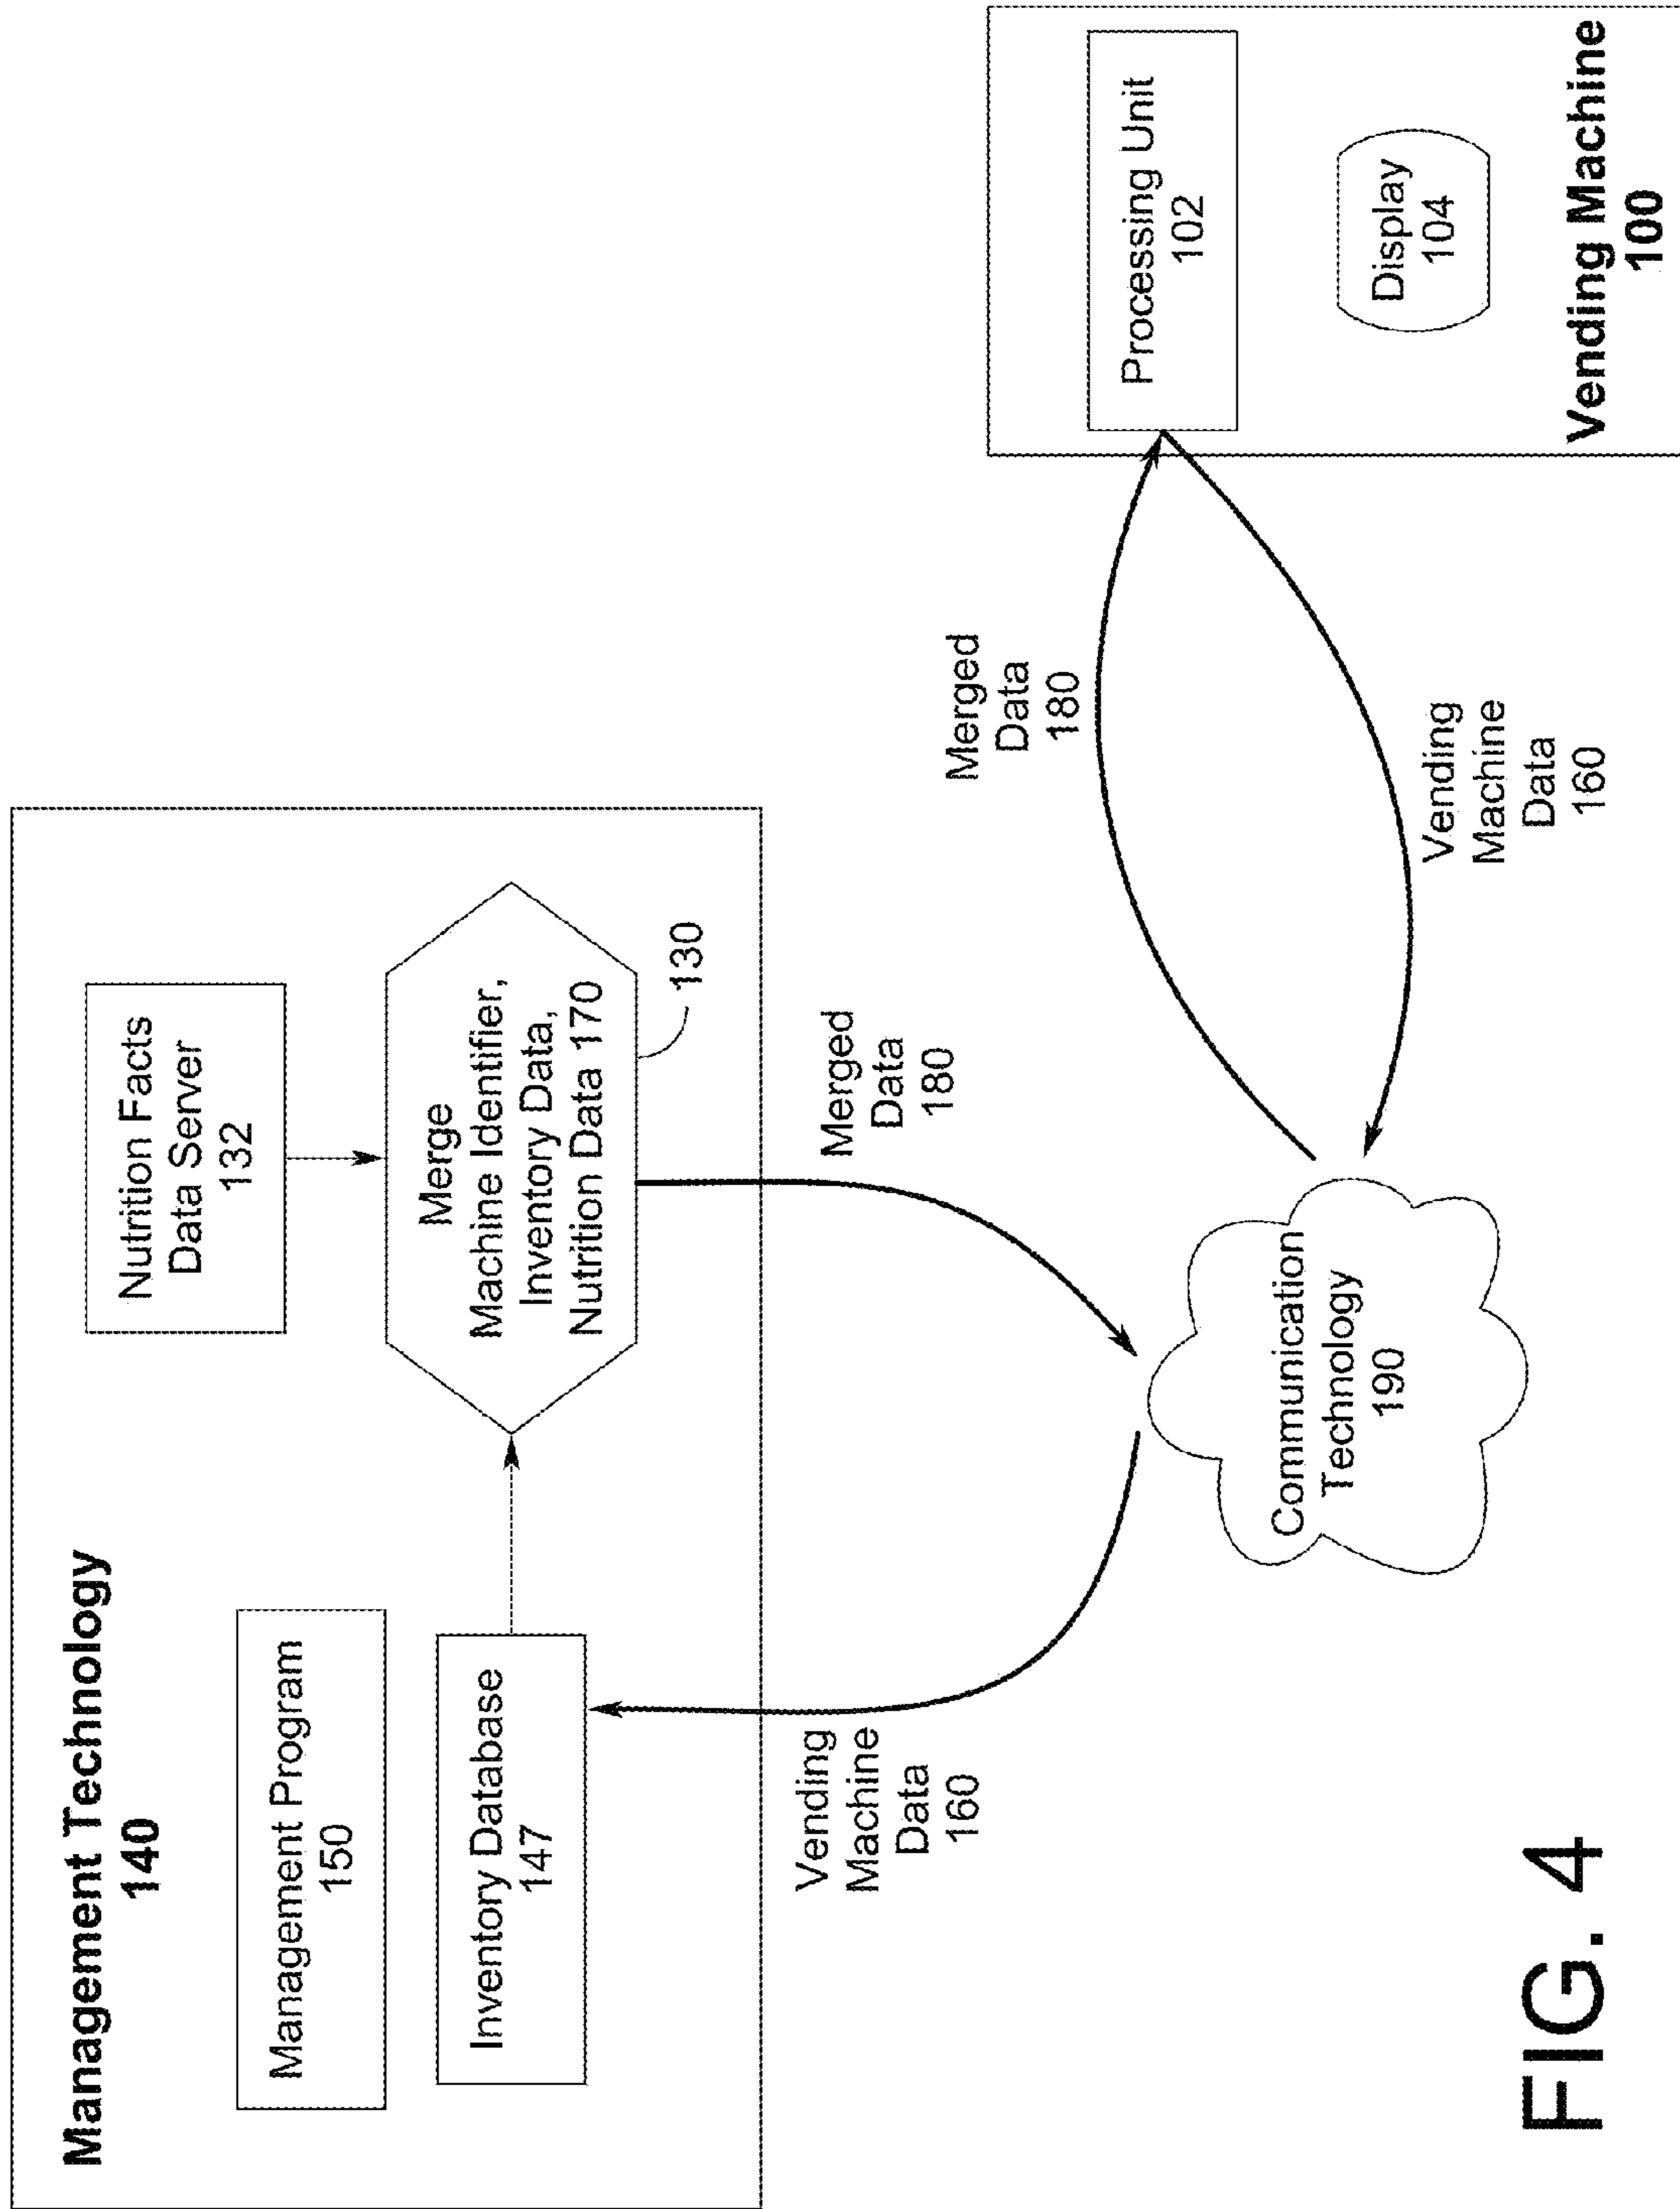 Management Technology
140
Management Program
150
Inventory Database
147
Nutrition Facts
Data Server
132
Merge
Machine Identifier,
Inventory Data,
Nutrition Data 170
130
Vending
Machine
Data
160
Merged
Data
180
Communication
Technology
190
Merged
Data
180
Vending
Machine
Data
160
Processing Unit
102
Display
104
Vending Machine
100
FIG. 4